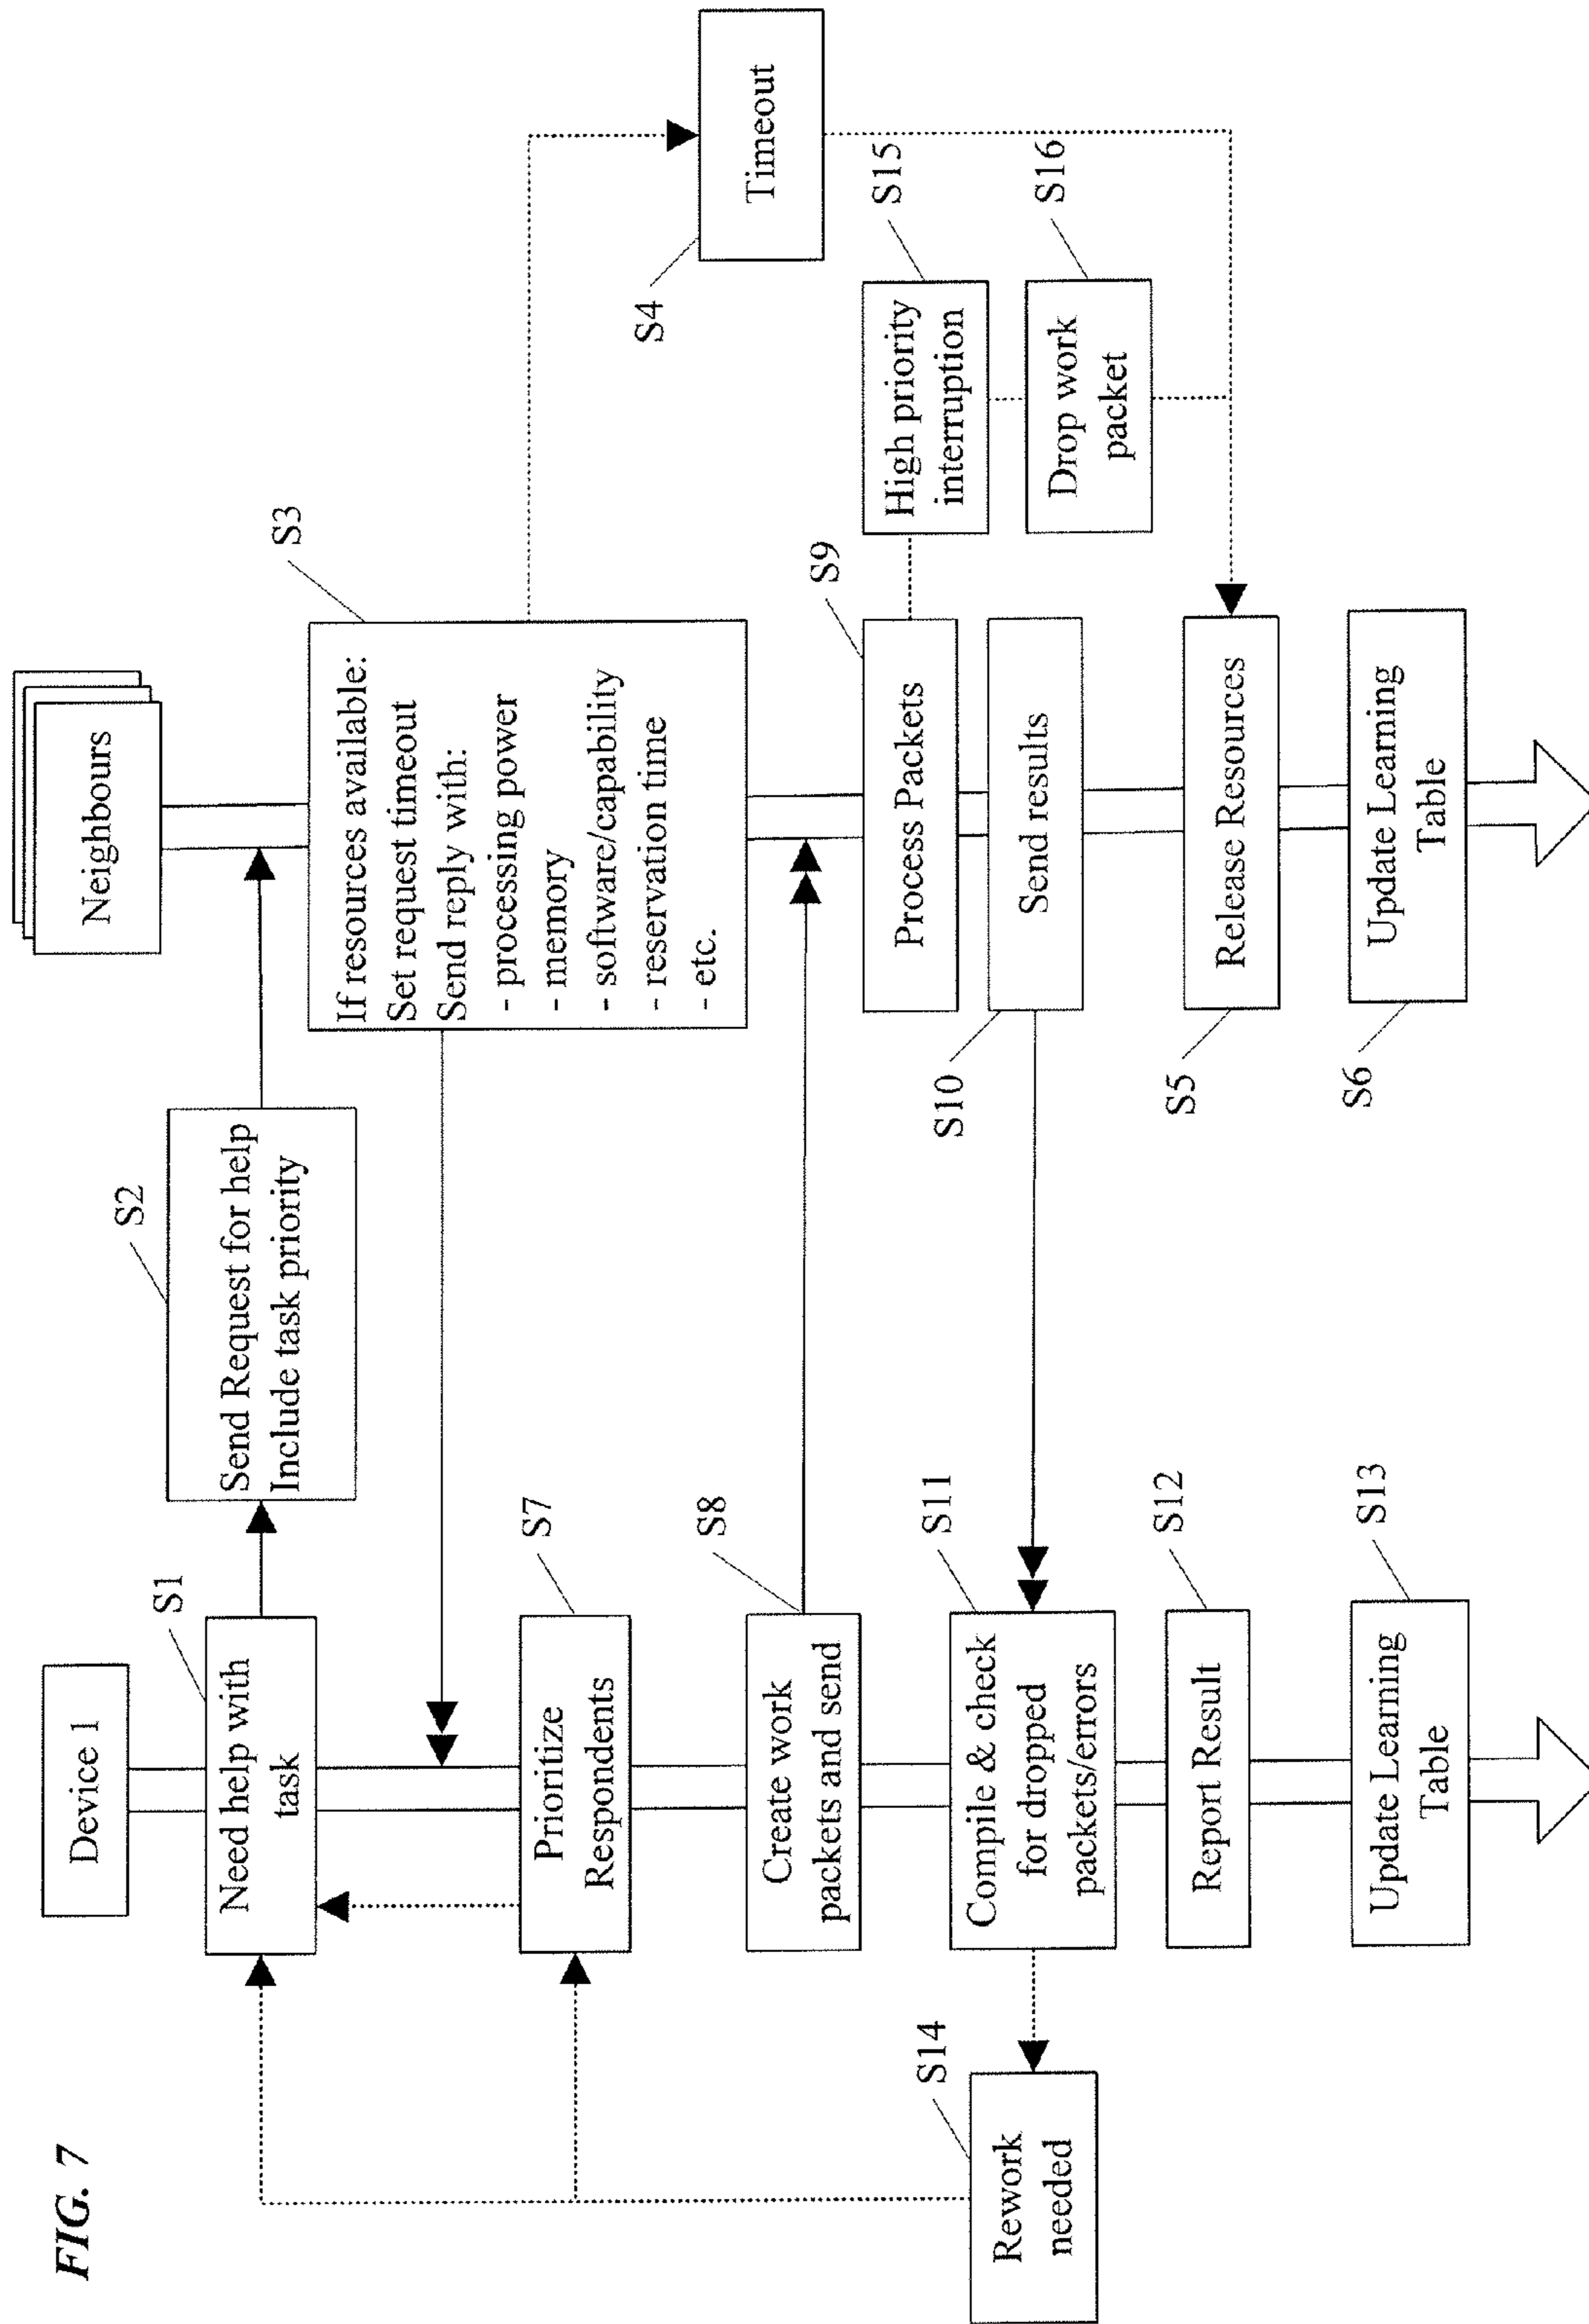 FIG. 7
Device 1
Neighbours
S1
Need help with
task
S2
Send Request for help
Include task priority
S3
If resources available:
Set request timeout
Send reply with:
- processing power
- memory
- software/capability
- reservation time
- etc.
S4
Timeout
S7
Prioritize
Respondents
S8
Create work
packets and send
S9
Process Packets
S15
High priority
interruption
S16
Drop work
packet
S10
Send results
S11
Compile & check
for dropped
packets/errors
S14
Rework
needed
S12
Report Result
S5
Release Resources
S13
Update Learning
Table
S6
Update Learning
Table